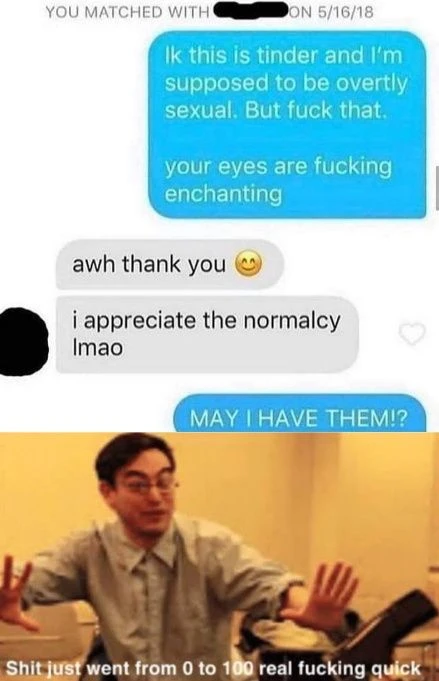 YOU MATCHED WITH ON 5/16/18
Ik this is tinder and I'm
supposed to be overtly
sexual. But fuck that.
your eyes are fucking
enchanting
awh thank you 😊
i appreciate the normalcy
lmao
MAY I HAVE THEM!?
Shit just went from 0 to 100 real fucking quick